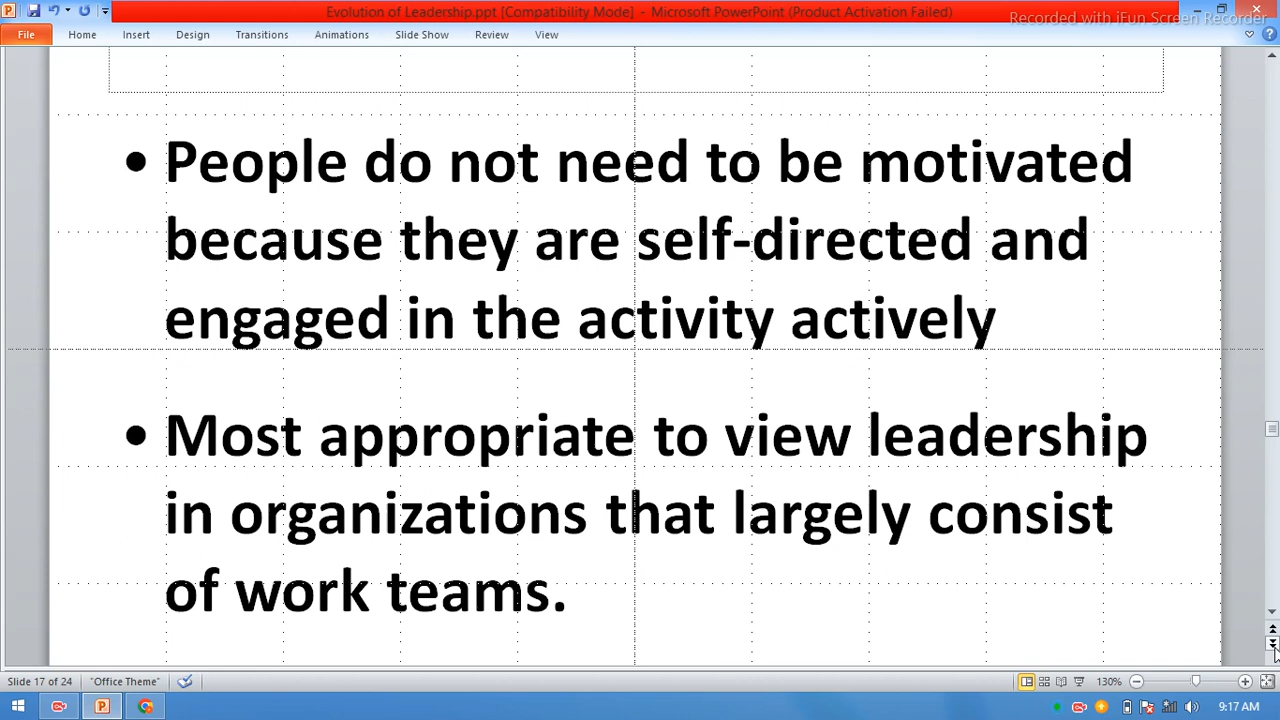 Evolution of Leadership.ppt [Compatibility Mode] - Microsoft PowerPoint (Product Activation Failed)
Recorded with iFun Screen Recorder
File Home Insert Design Transitions Animations Slide Show Review View
• People do not need to be motivated
because they are self-directed and
engaged in the activity actively
• Most appropriate to view leadership
in organizations that largely consist
of work teams.
Slide 17 of 24 "Office Theme" 130%
9:17 AM